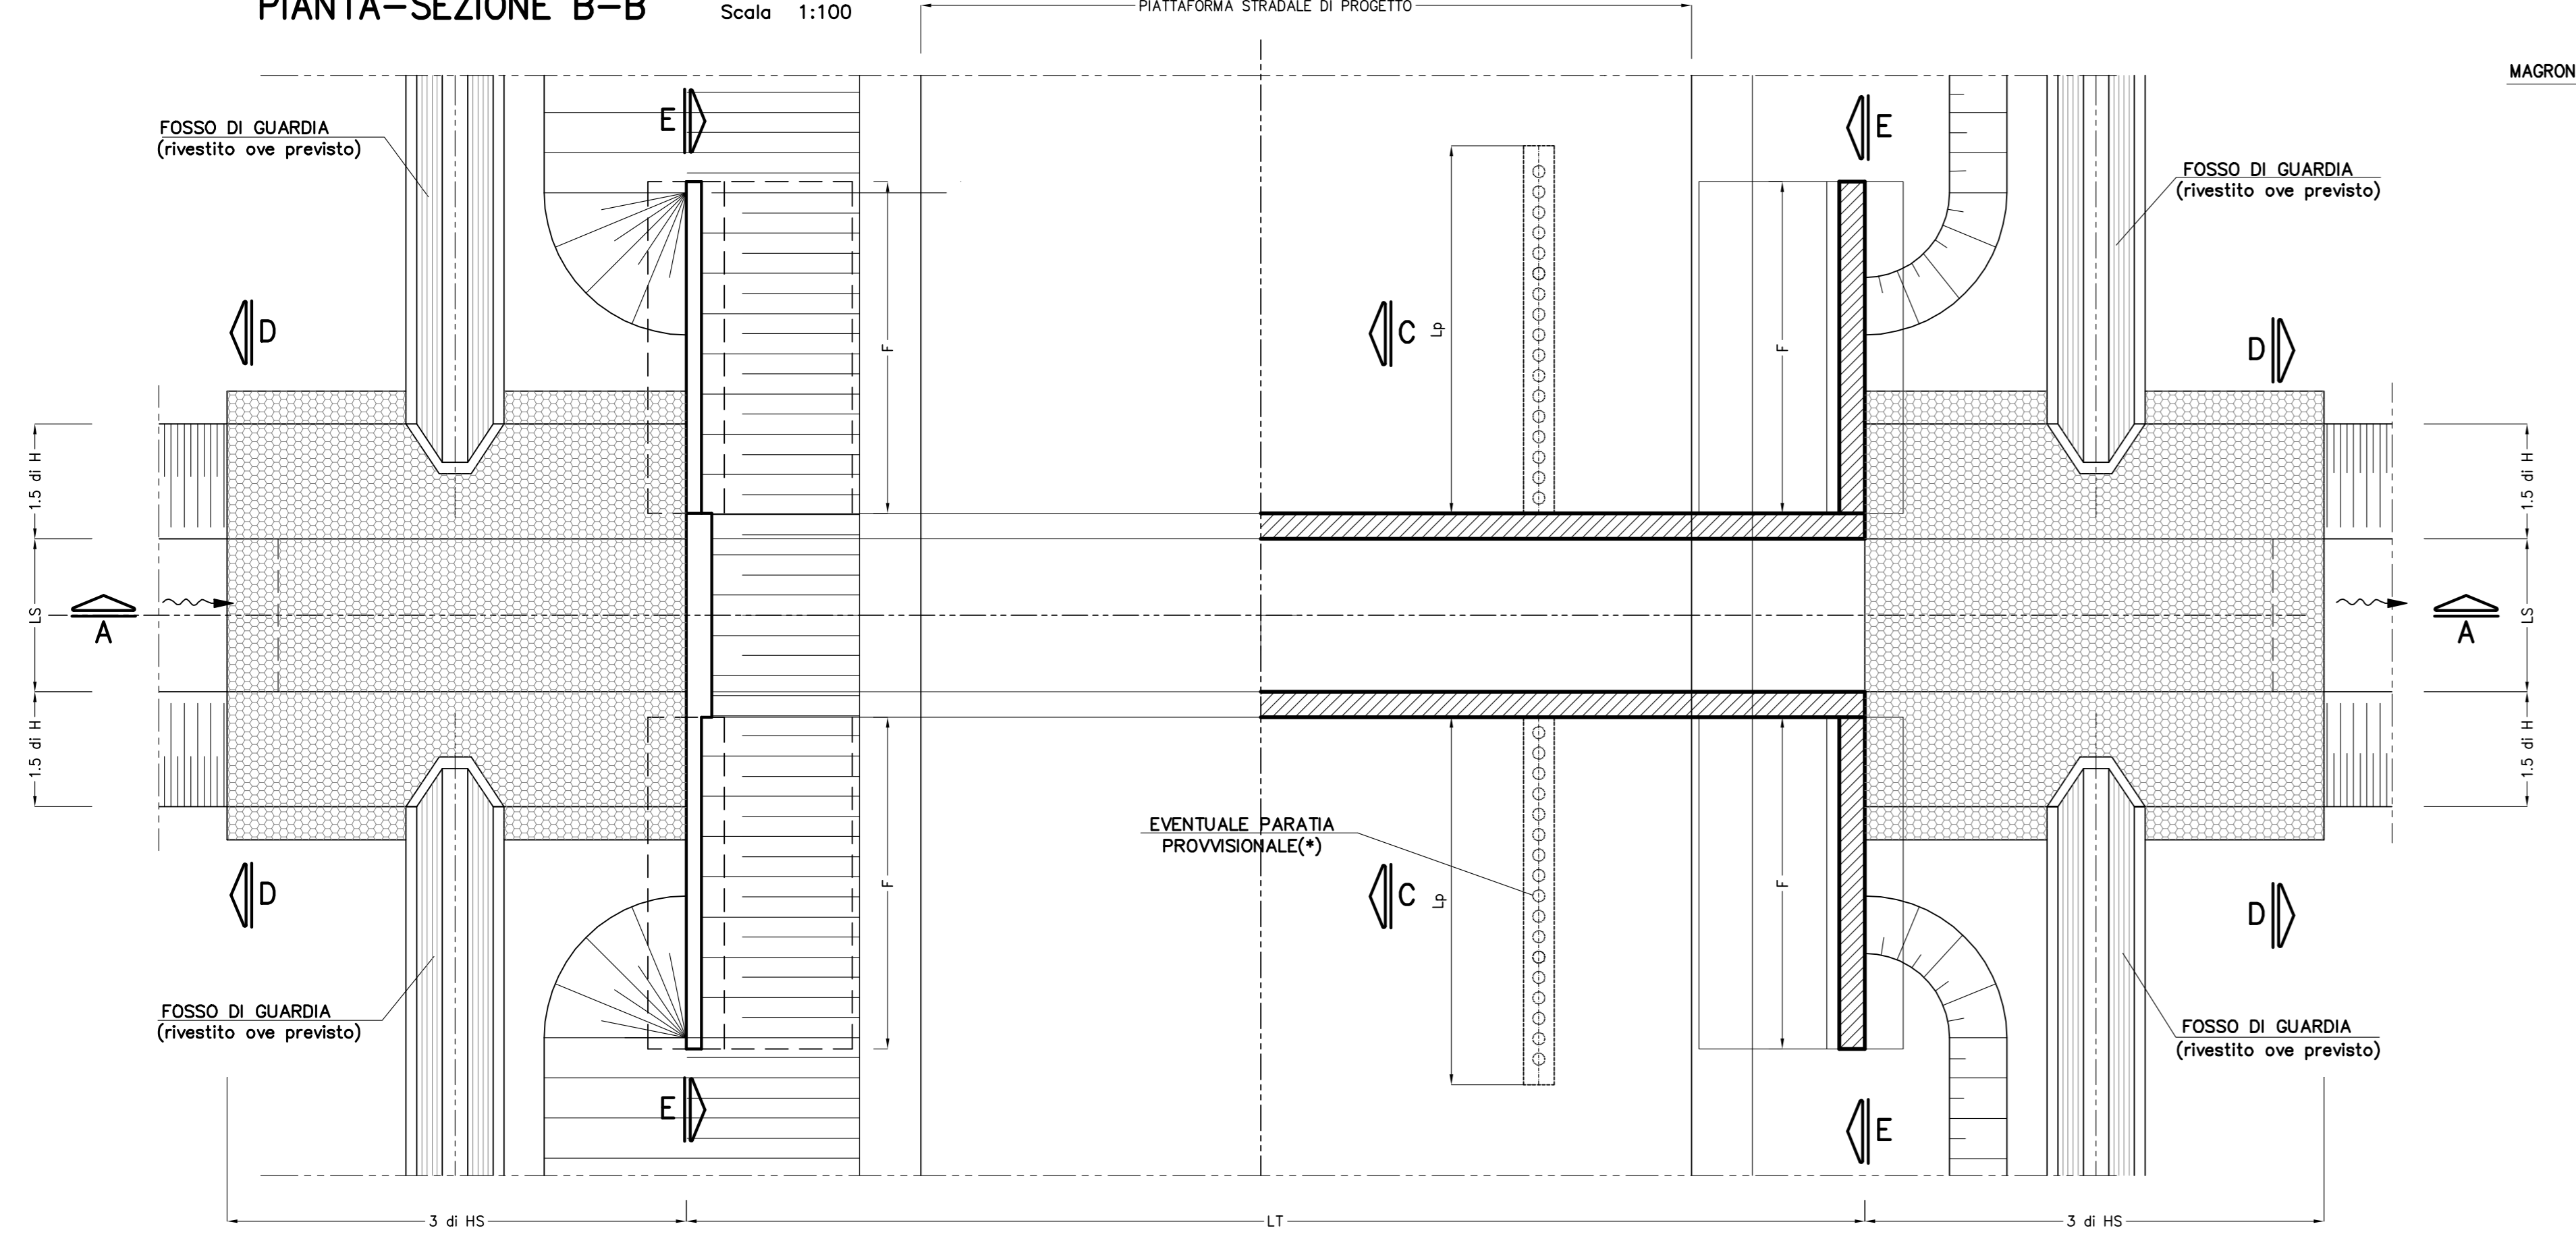 PIANTA-SEZIONE B-B
Scala 1:100
PIATTAFORMA STRADALE DI PROGETTO
MAGRON
E
E
FOSSO DI GUARDIA
(rivestito ove previsto)
FOSSO DI GUARDIA
(rivestito ove previsto)
D
C
Lp
F
F
D
1.5 di H
1.5 di H
LS
A
LS
A
1.5 di H
1.5 di H
EVENTUALE PARATIA
PROVVISIONALE(*)
D
C
Lp
F
F
D
FOSSO DI GUARDIA
(rivestito ove previsto)
FOSSO DI GUARDIA
(rivestito ove previsto)
E
E
3 di HS
LT
3 di HS